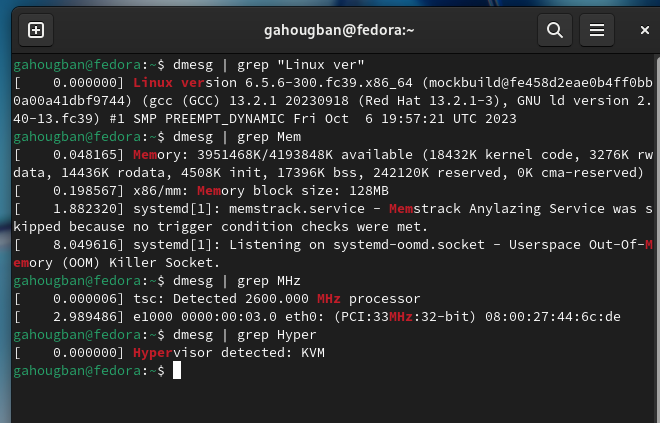 gahougban@fedora:~
gahougban@fedora:~$ dmesg | grep "Linux ver"
[    0.000000] Linux version 6.5.6-300.fc39.x86_64 (mockbuild@fe458d2eae0b4ff0bb
0a00a41dbf9744) (gcc (GCC) 13.2.1 20230918 (Red Hat 13.2.1-3), GNU ld version 2.
40-13.fc39) #1 SMP PREEMPT_DYNAMIC Fri Oct  6 19:57:21 UTC 2023
gahougban@fedora:~$ dmesg | grep Mem
[    0.048165] Memory: 3951468K/4193848K available (18432K kernel code, 3276K rw
data, 14436K rodata, 4508K init, 17396K bss, 242120K reserved, 0K cma-reserved)
[    0.198567] x86/mm: Memory block size: 128MB
[    1.882320] systemd[1]: memstrack.service - Memstrack Anylazing Service was s
kipped because no trigger condition checks were met.
[    8.049616] systemd[1]: Listening on systemd-oomd.socket - Userspace Out-Of-M
emory (OOM) Killer Socket.
gahougban@fedora:~$ dmesg | grep MHz
[    0.000006] tsc: Detected 2600.000 MHz processor
[    2.989486] e1000 0000:00:03.0 eth0: (PCI:33MHz:32-bit) 08:00:27:44:6c:de
gahougban@fedora:~$ dmesg | grep Hyper
[    0.000000] Hypervisor detected: KVM
gahougban@fedora:~$